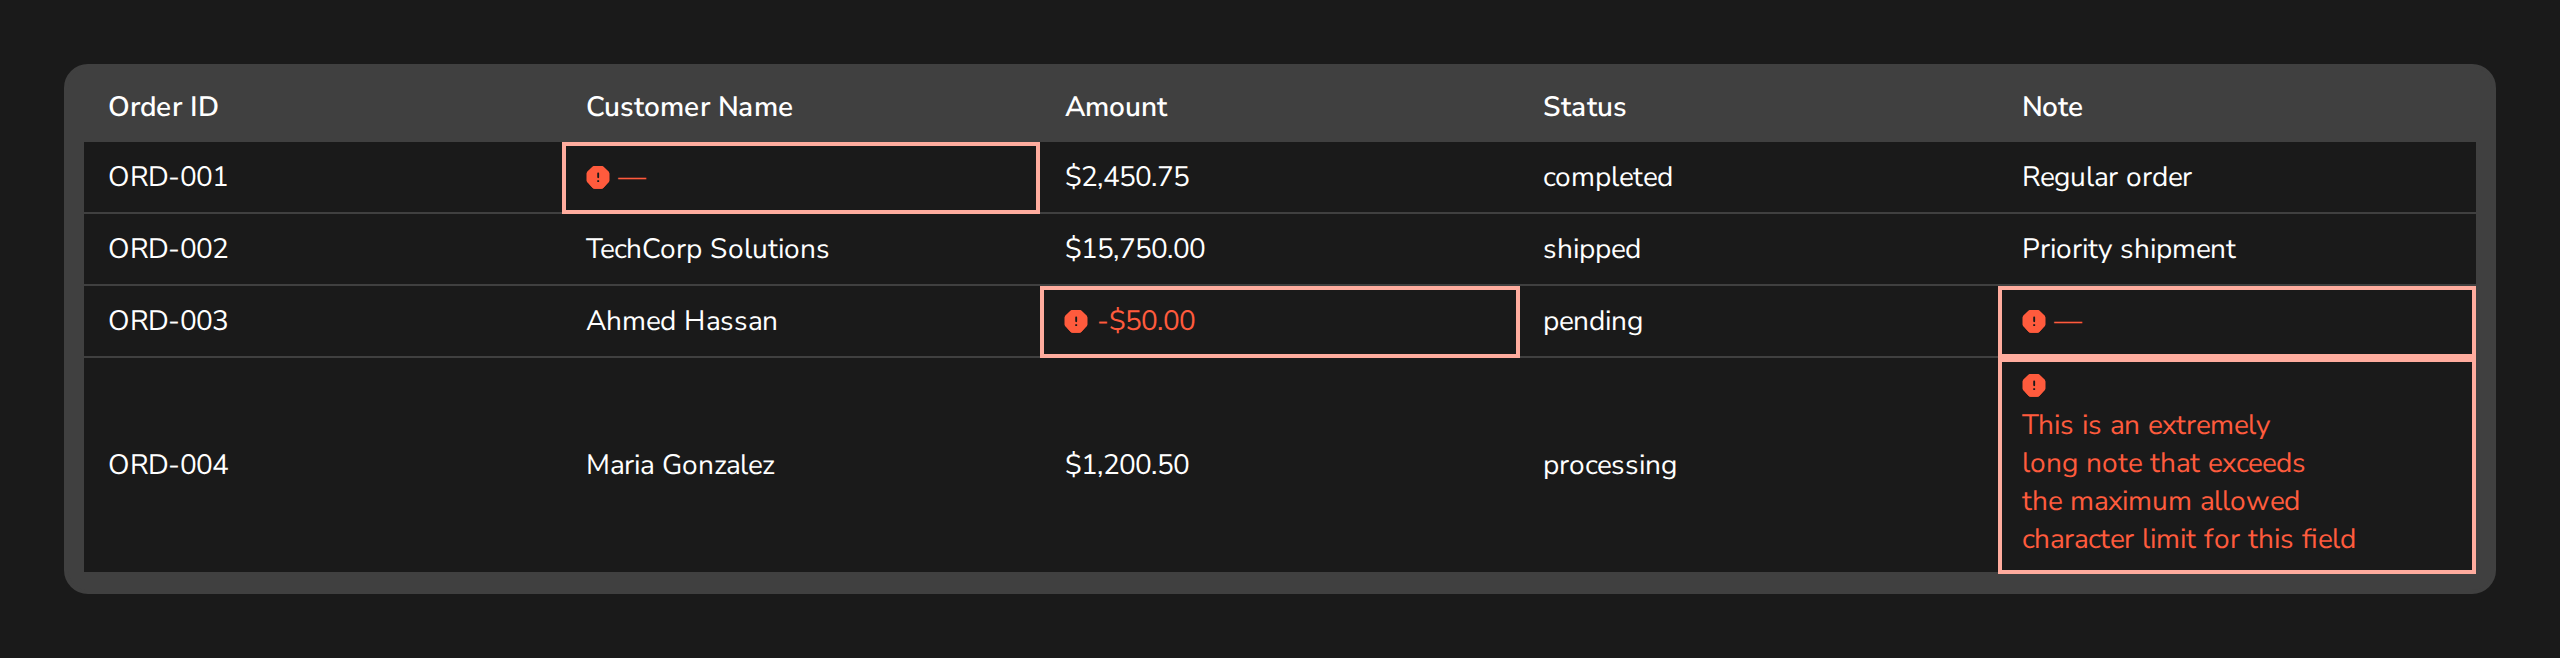 Order ID Customer Name Amount Status Note
ORD-001 — $2,450.75 completed Regular order
ORD-002 TechCorp Solutions $15,750.00 shipped Priority shipment
ORD-003 Ahmed Hassan -$50.00 pending —
ORD-004 Maria Gonzalez $1,200.50 processing
This is an extremely
long note that exceeds
the maximum allowed
character limit for this field